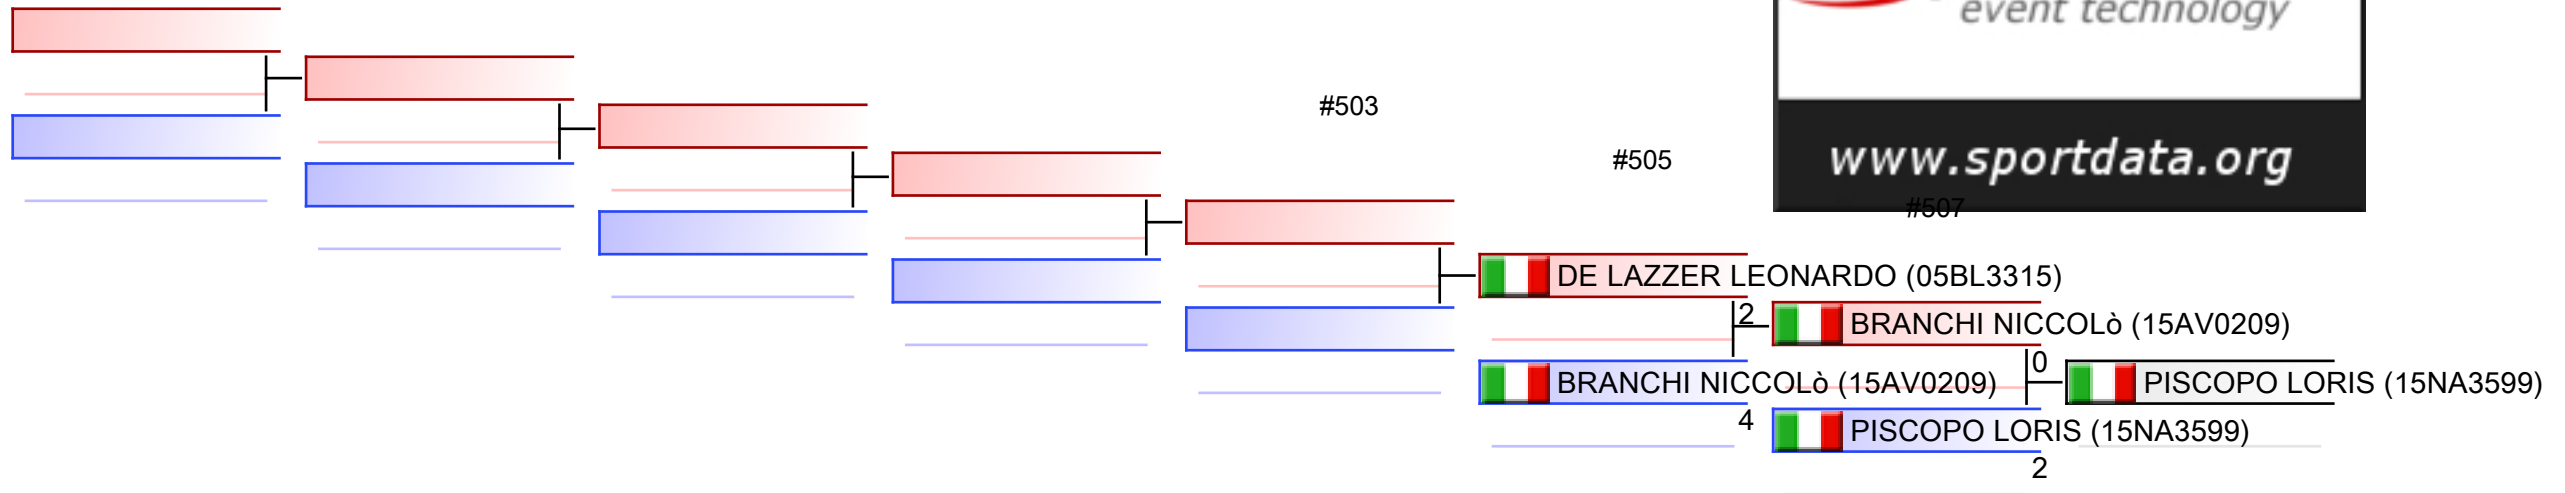 event technology
#503
#505
www.sportdata.org
#507
DE LAZZER LEONARDO (05BL3315)
2
BRANCHI NICCOLò (15AV0209)
0
BRANCHI NICCOLò (15AV0209)
PISCOPO LORIS (15NA3599)
4
PISCOPO LORIS (15NA3599)
2